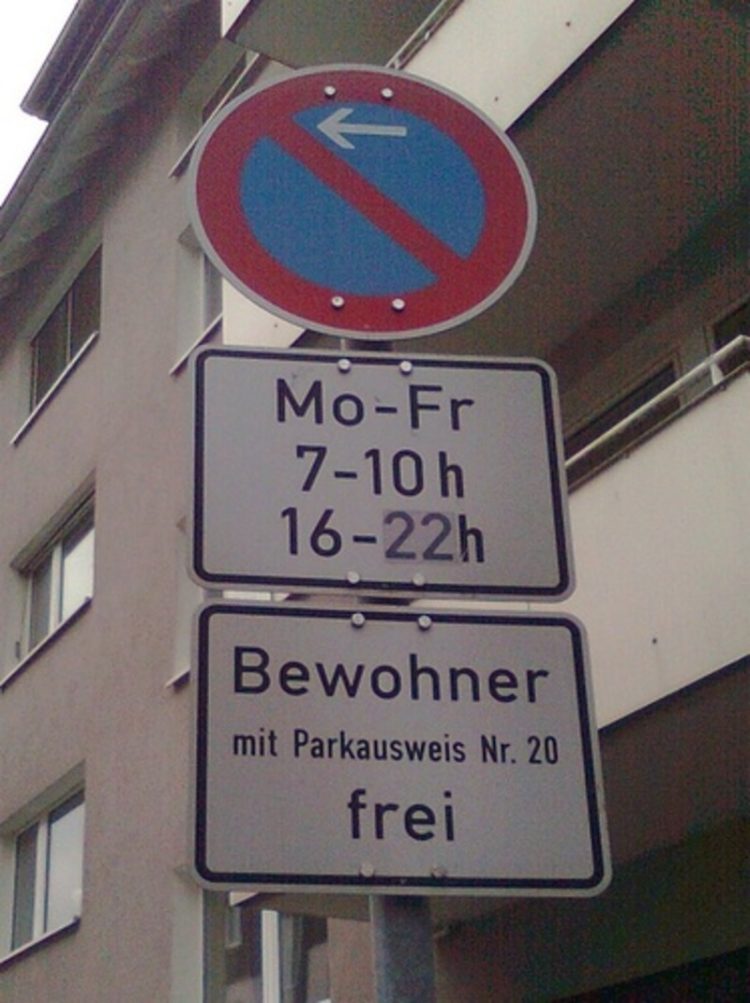 Mo-Fr
7-10h
16-22h
Bewohner
mit Parkausweis Nr. 20
frei